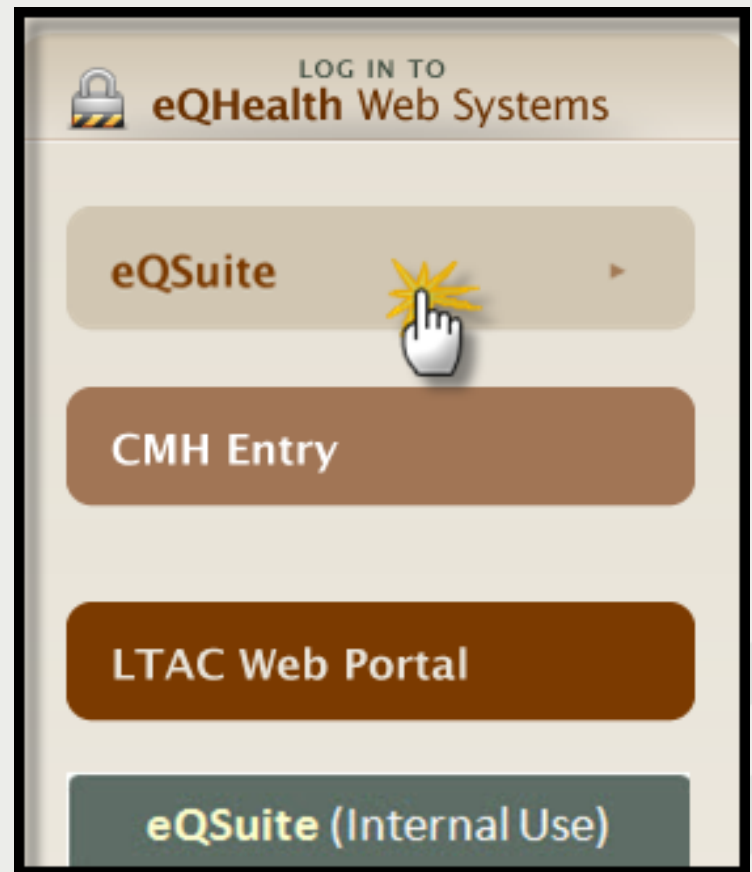 LOG IN TO
eQHealth Web Systems
eQSuite
CMH Entry
LTAC Web Portal
eQSuite (Internal Use)